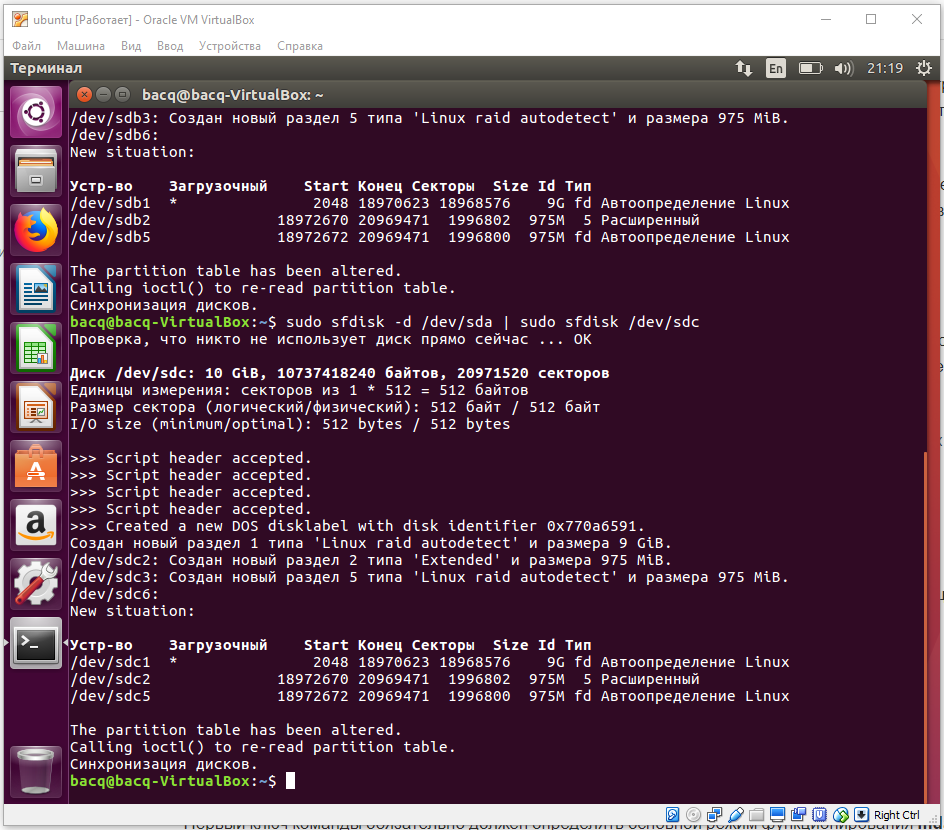 ubuntu [Работает] - Oracle VM VirtualBox
Файл Машина Вид Ввод Устройства Справка
Терминал En 21:19
bacq@bacq-VirtualBox: ~
/dev/sdb3: Создан новый раздел 5 типа 'Linux raid autodetect' и размера 975 MiB.
/dev/sdb6:
New situation:
Устр-во Загрузочный Start Конец Секторы Size Id Тип
/dev/sdb1 * 2048 18970623 18968576 9G fd Автоопределение Linux
/dev/sdb2 18972670 20969471 1996802 975M 5 Расширенный
/dev/sdb5 18972672 20969471 1996800 975M fd Автоопределение Linux
The partition table has been altered.
Calling ioctl() to re-read partition table.
Синхронизация дисков.
bacq@bacq-VirtualBox:~$ sudo sfdisk -d /dev/sda | sudo sfdisk /dev/sdc
Проверка, что никто не использует диск прямо сейчас ... OK
Диск /dev/sdc: 10 GiB, 10737418240 байтов, 20971520 секторов
Единицы измерения: секторов из 1 * 512 = 512 байтов
Размер сектора (логический/физический): 512 байт / 512 байт
I/O size (minimum/optimal): 512 bytes / 512 bytes
>>> Script header accepted.
>>> Script header accepted.
>>> Script header accepted.
>>> Script header accepted.
>>> Created a new DOS disklabel with disk identifier 0x770a6591.
Создан новый раздел 1 типа 'Linux raid autodetect' и размера 9 GiB.
/dev/sdc2: Создан новый раздел 2 типа 'Extended' и размера 975 MiB.
/dev/sdc3: Создан новый раздел 5 типа 'Linux raid autodetect' и размера 975 MiB.
/dev/sdc6:
New situation:
Устр-во Загрузочный Start Конец Секторы Size Id Тип
/dev/sdc1 * 2048 18970623 18968576 9G fd Автоопределение Linux
/dev/sdc2 18972670 20969471 1996802 975M 5 Расширенный
/dev/sdc5 18972672 20969471 1996800 975M fd Автоопределение Linux
The partition table has been altered.
Calling ioctl() to re-read partition table.
Синхронизация дисков.
bacq@bacq-VirtualBox:~$
Right Ctrl